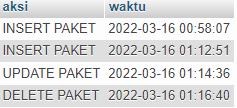 aksi waktu
INSERT PAKET 2022-03-16 00:58:07
INSERT PAKET 2022-03-16 01:12:51
UPDATE PAKET 2022-03-16 01:14:36
DELETE PAKET 2022-03-16 01:16:40